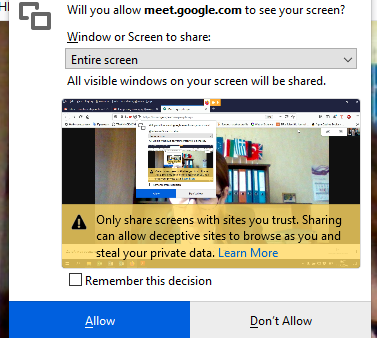 Will you allow meet.google.com to see your screen?
Window or Screen to share:
Entire screen
All visible windows on your screen will be shared.
Only share screens with sites you trust. Sharing
can allow deceptive sites to browse as you and
steal your private data. Learn More
Remember this decision
Allow
Don't Allow